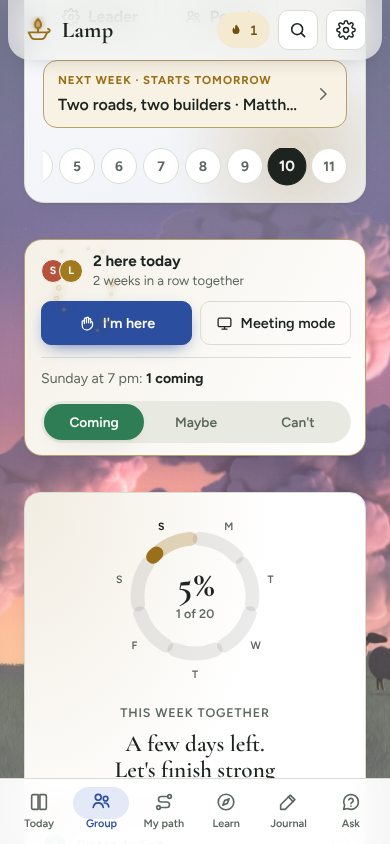 Leader
Lamp
1
NEXT WEEK · STARTS TOMORROW
Two roads, two builders · Matth...
5 6 7 8 9 10 11
S L
2 here today
2 weeks in a row together
I'm here
Meeting mode
Sunday at 7 pm: 1 coming
Coming Maybe Can't
S M
S T
5%
1 of 20
F W
T
THIS WEEK TOGETHER
A few days left.
Let's finish strong
Today Group My path Learn Journal Ask